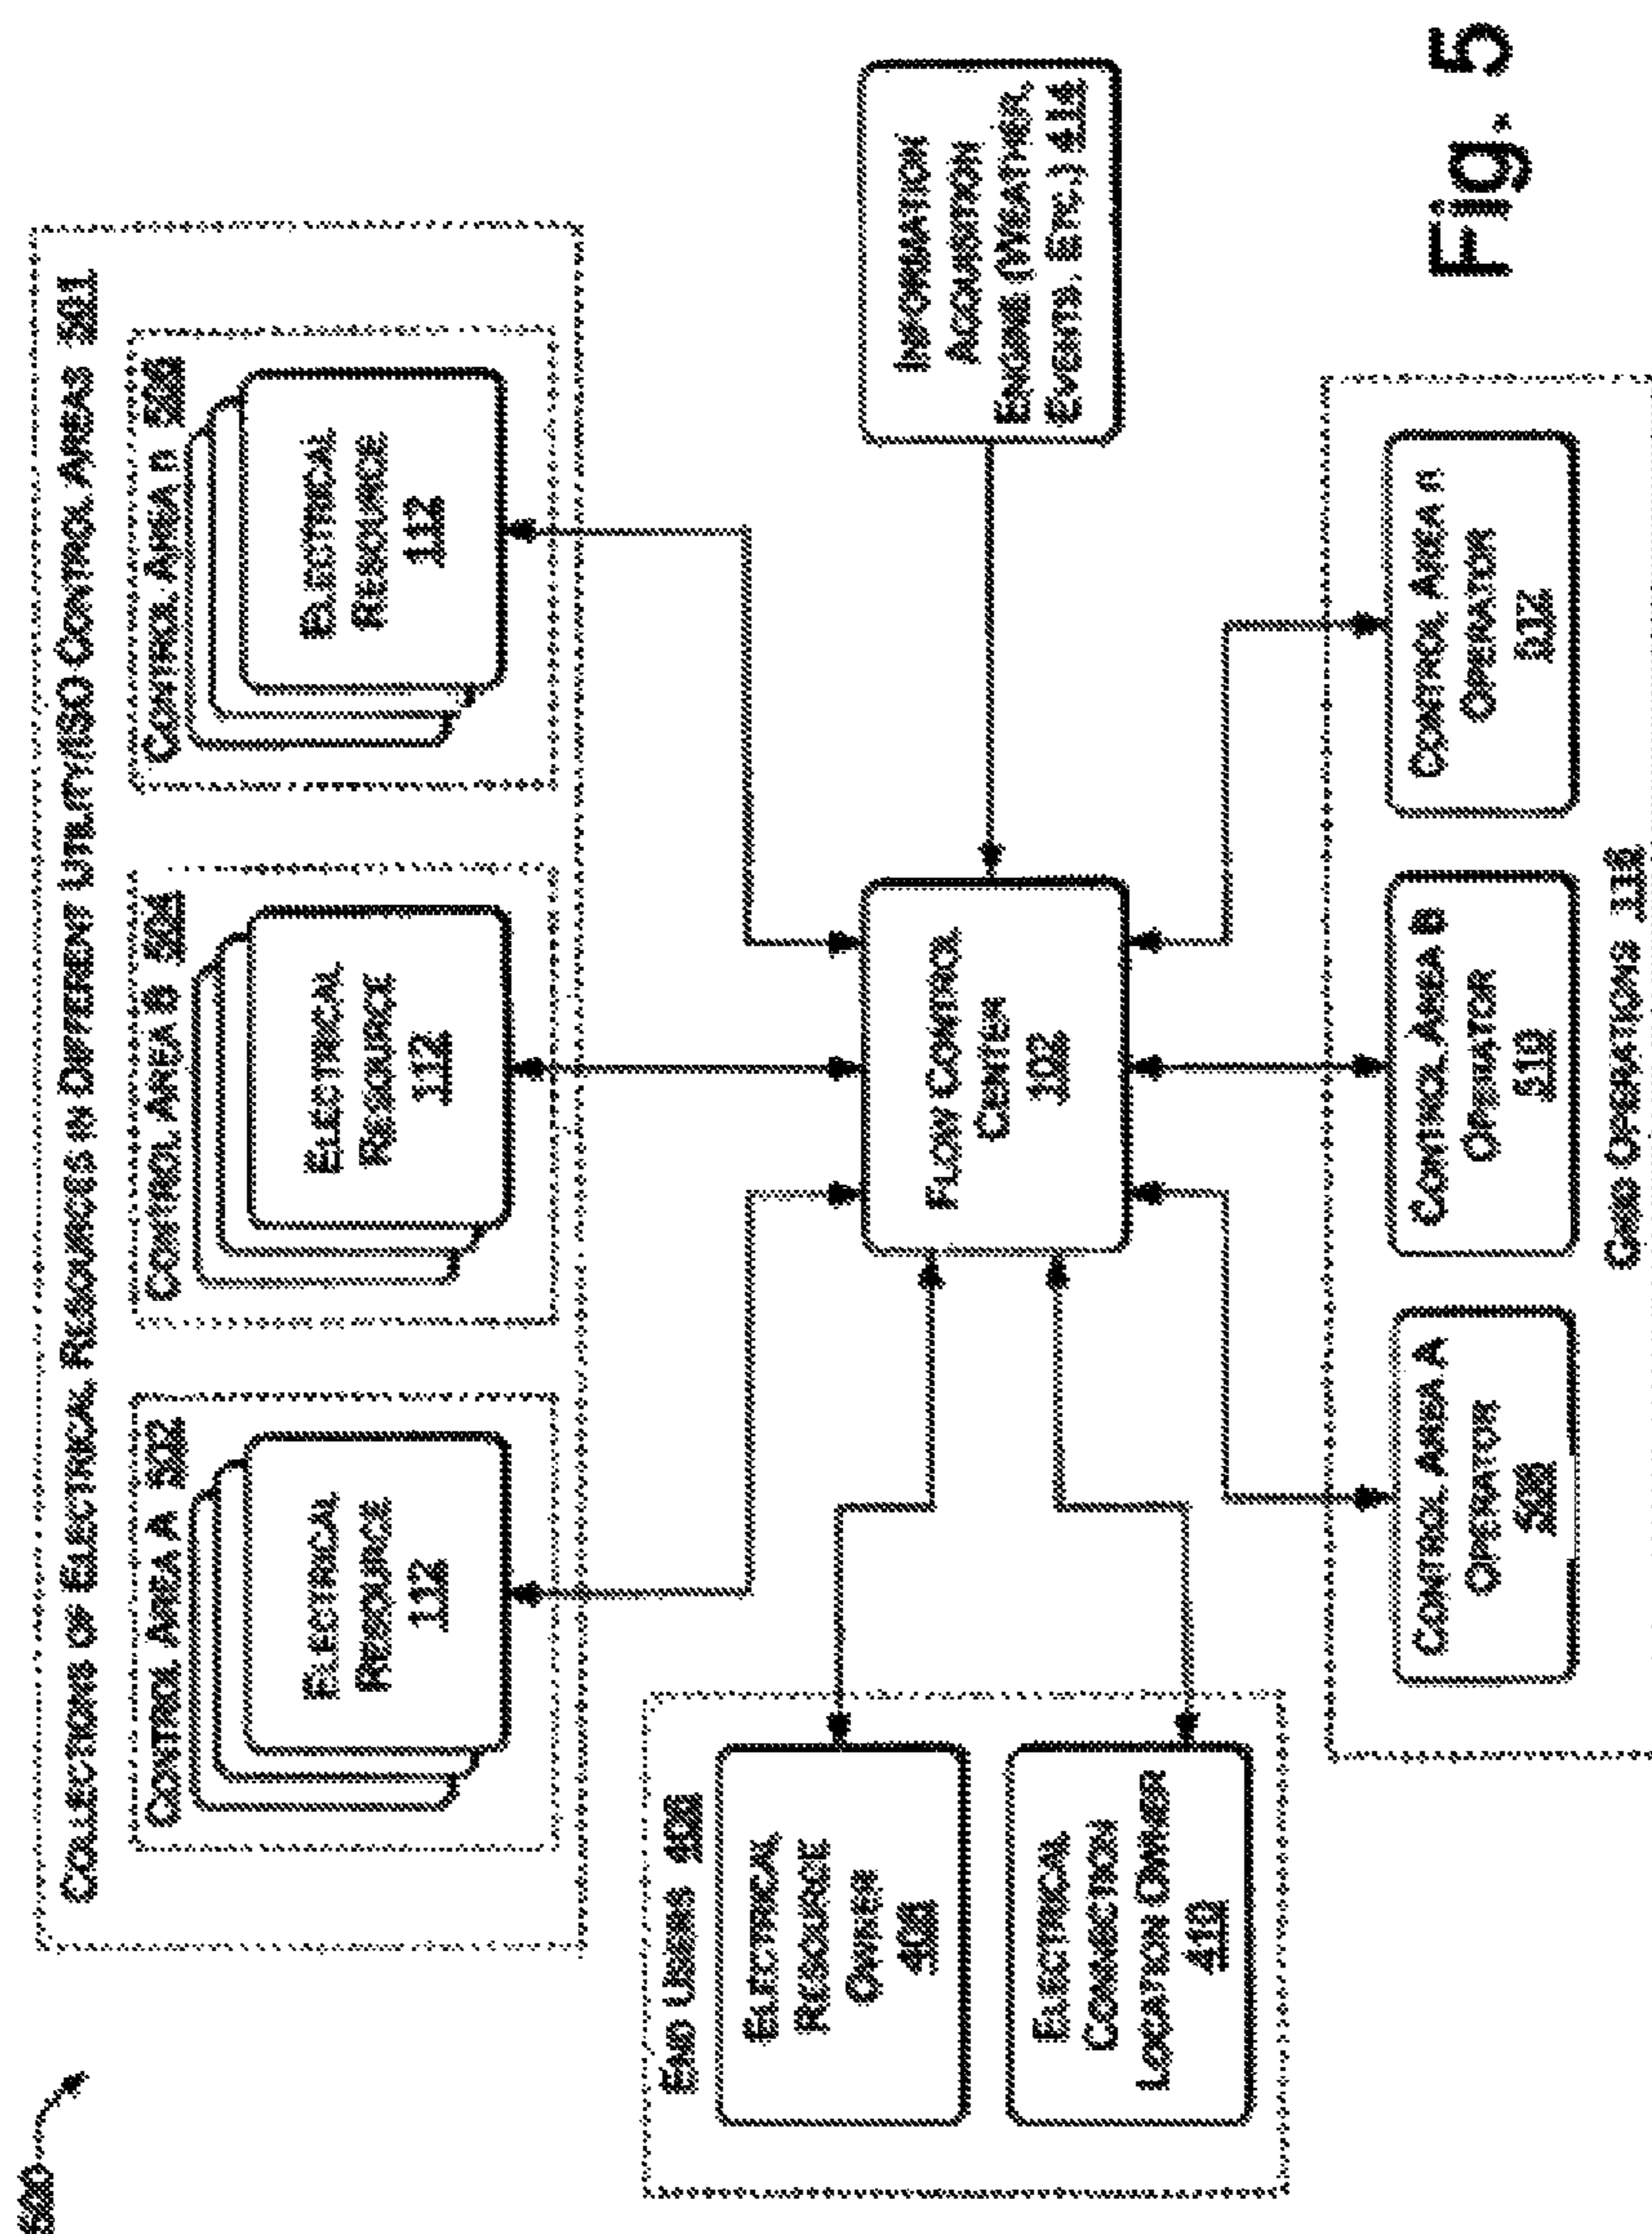 500
COLLECTIONS OF ELECTRICAL RESOURCES IN DIFFERENT UTILITY/ISO CONTROL AREAS 501
CONTROL AREA A 502
ELECTRICAL
RESOURCE
112
CONTROL AREA B 504
ELECTRICAL
RESOURCE
112
CONTROL AREA n 506
ELECTRICAL
RESOURCE
112
END USERS 406
ELECTRICAL
RESOURCE
OWNER
408
ELECTRICAL
CONNECTION
LOCATION OWNER
410
FLOW CONTROL
CENTER
102
INFORMATION
ACQUISITION
ENGINE (WEATHER,
EVENTS, ETC.) 414
CONTROL AREA A
OPERATOR
508
CONTROL AREA B
OPERATOR
510
CONTROL AREA n
OPERATOR
512
GRID OPERATIONS 116
Fig. 5